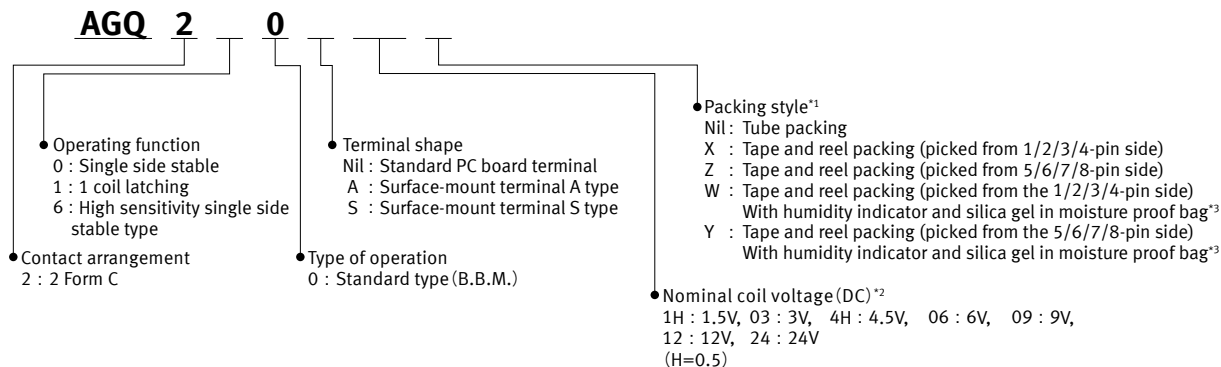 AGQ 2 0
Operating function
0 : Single side stable
1 : 1 coil latching
6 : High sensitivity single side
stable type
Contact arrangement
2 : 2 Form C
Terminal shape
Nil : Standard PC board terminal
A : Surface-mount terminal A type
S : Surface-mount terminal S type
Type of operation
0 : Standard type (B.B.M.)
Packing style*1
Nil : Tube packing
X : Tape and reel packing (picked from 1/2/3/4-pin side)
Z : Tape and reel packing (picked from 5/6/7/8-pin side)
W : Tape and reel packing (picked from the 1/2/3/4-pin side)
With humidity indicator and silica gel in moisture proof bag*3
Y : Tape and reel packing (picked from the 5/6/7/8-pin side)
With humidity indicator and silica gel in moisture proof bag*3
Nominal coil voltage (DC)*2
1H : 1.5V, 03 : 3V, 4H : 4.5V, 06 : 6V, 09 : 9V,
12 : 12V, 24 : 24V
(H=0.5)